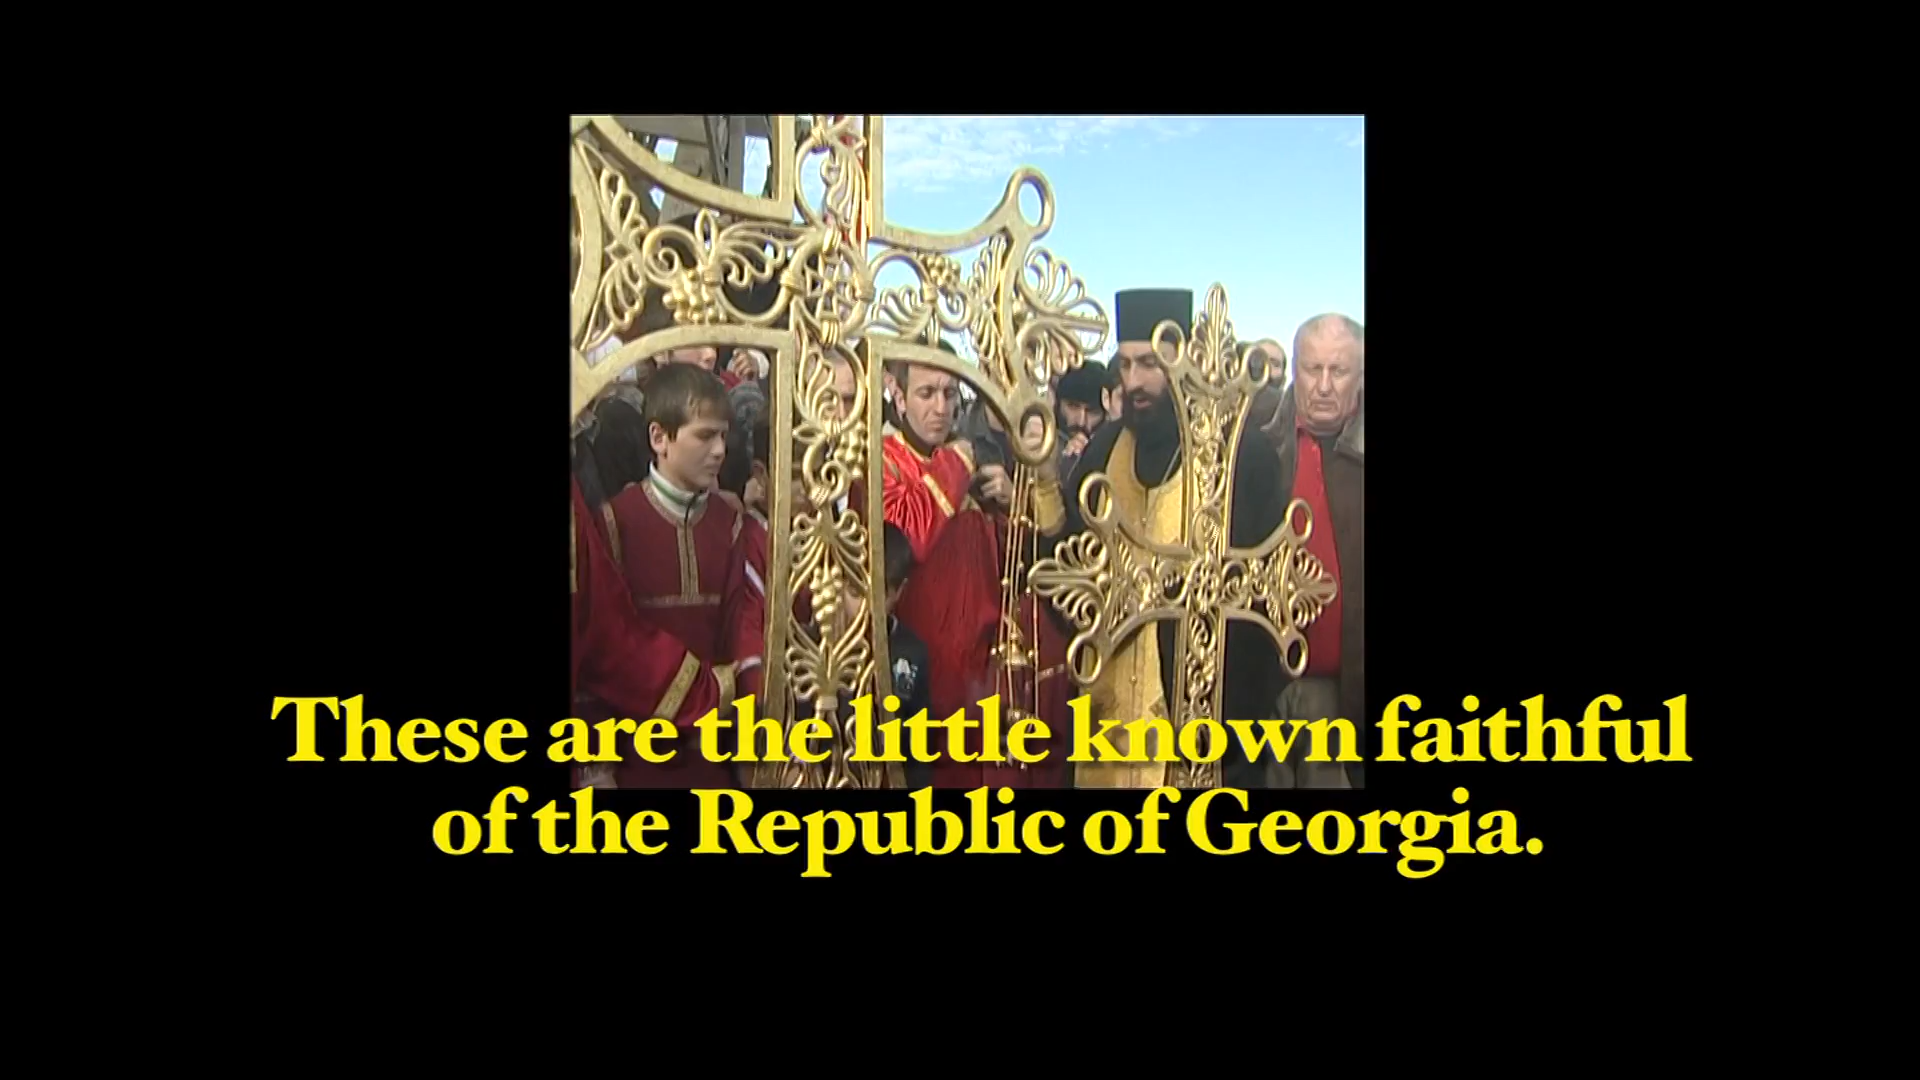 These are the little known faithful
of the Republic of Georgia.